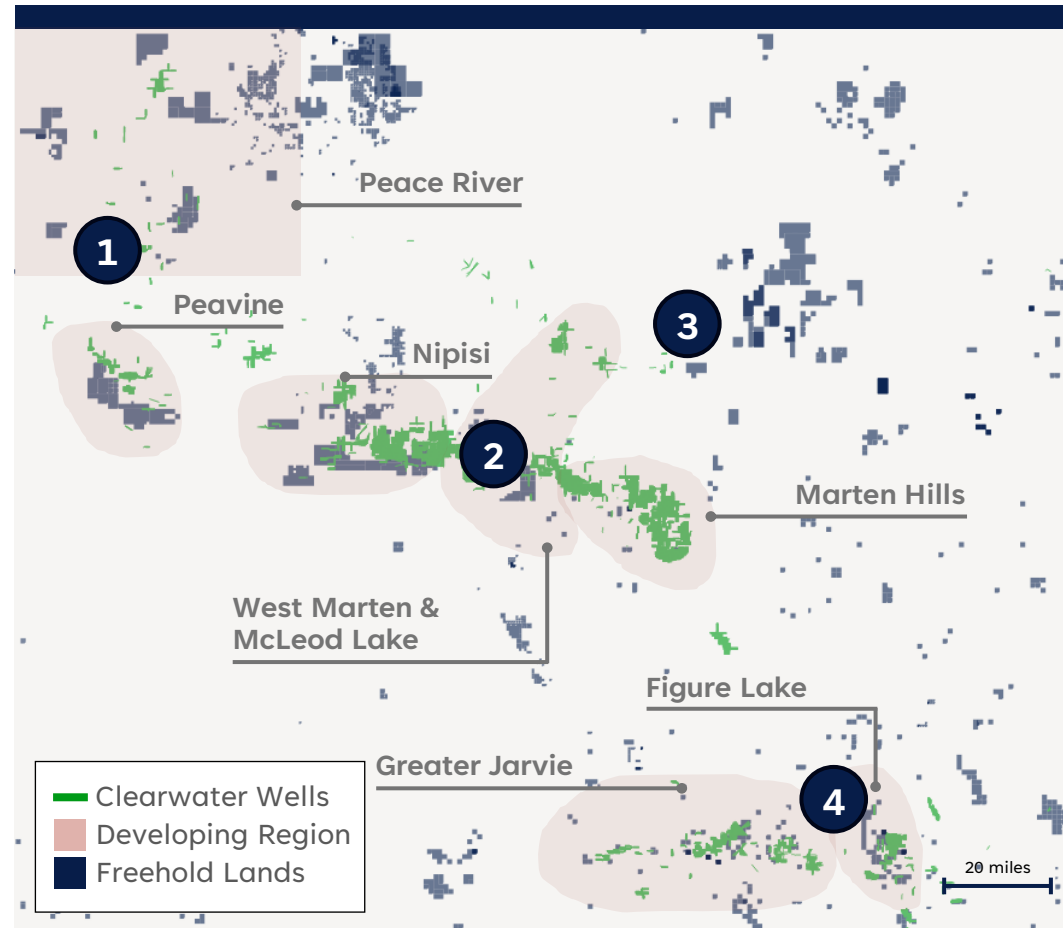 Peace River
1
Peavine
3
Nipisi
2
Marten Hills
West Marten &
McLeod Lake
Figure Lake
Greater Jarvie
4
Clearwater Wells
Developing Region
Freehold Lands
20 miles